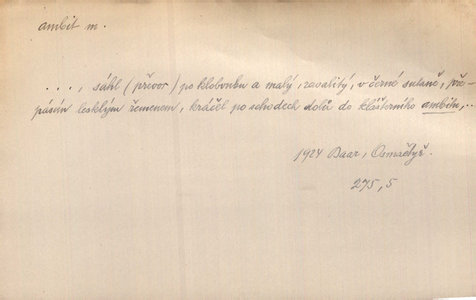 ambit m.
. . . , sáhl (převor) po klobouku a malý, zavalitý, v černé sutaně, pře-
pásán lesklým řemenem, kráčel po schodech dolů do klášterního ambitu, ...
1924 Baar, Osmačtyř.
275, 5